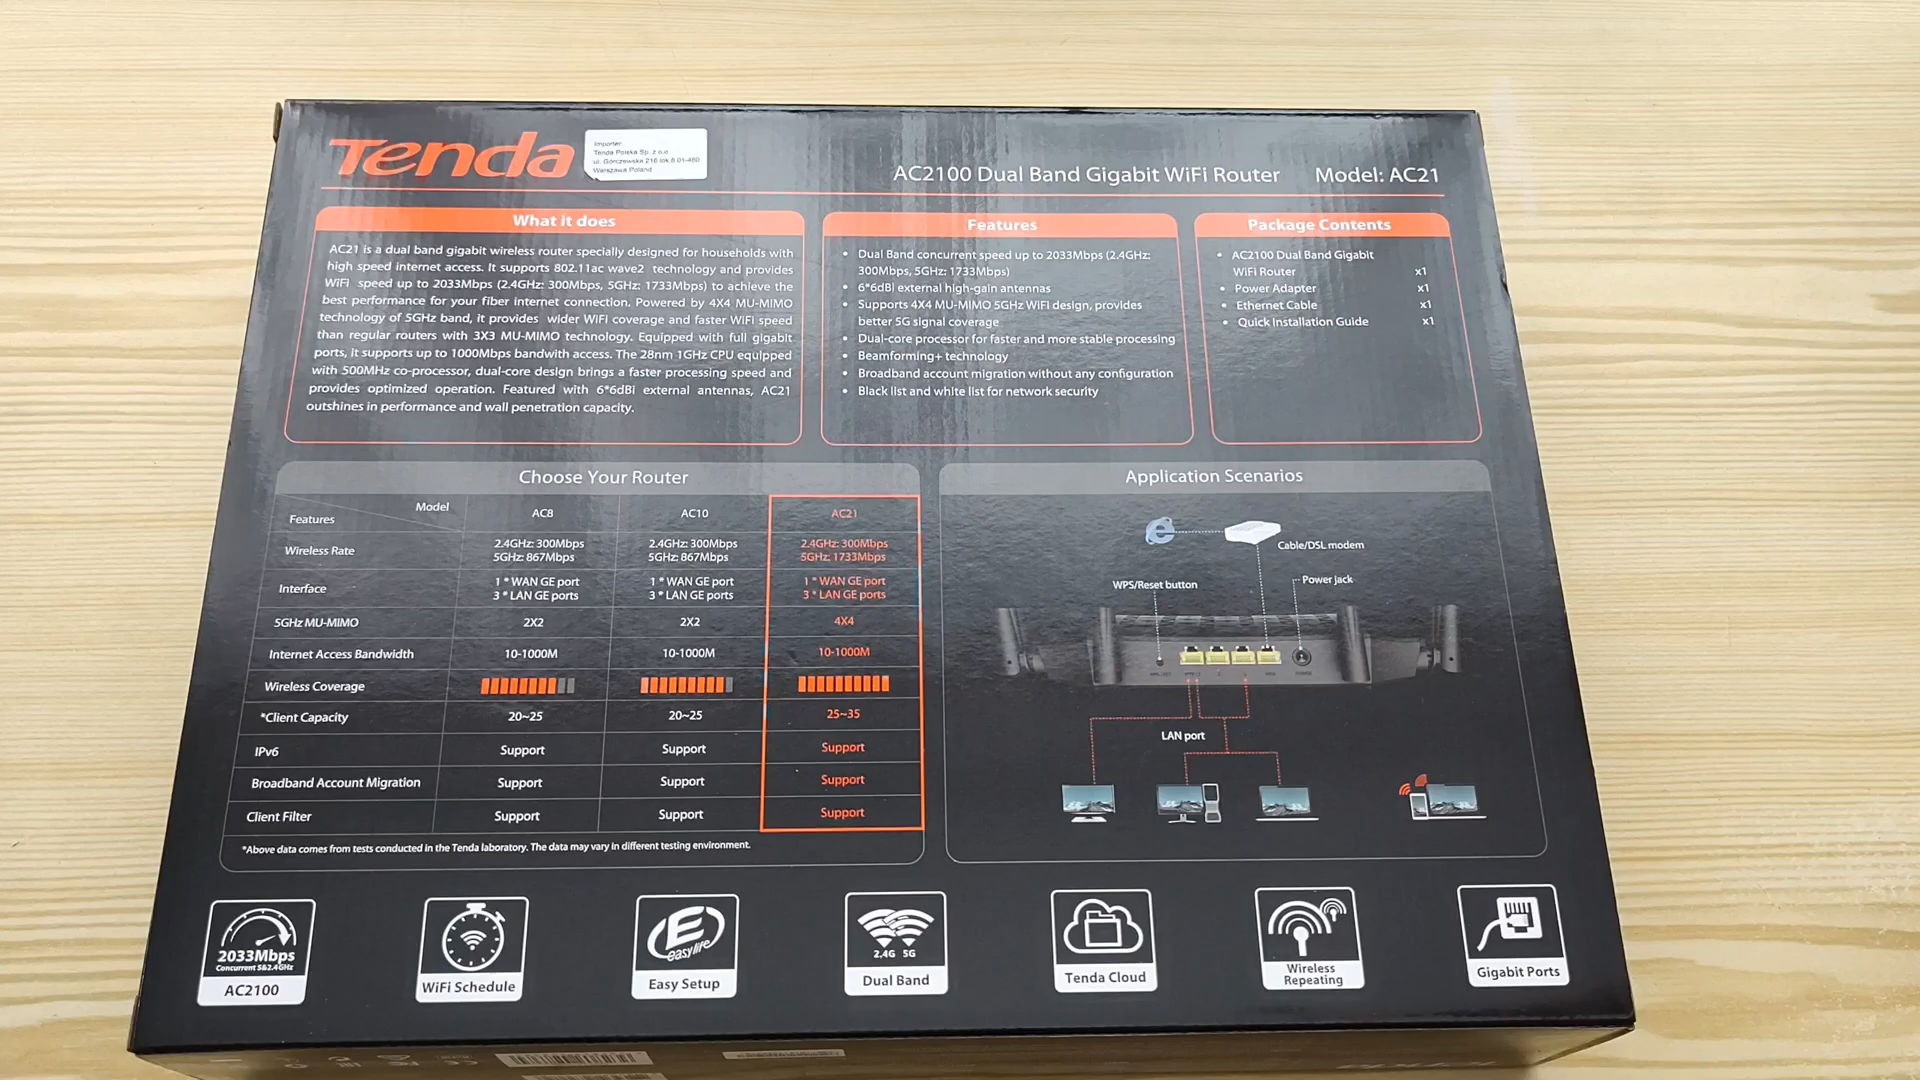 Tenda
Importer:
Tenda Polska Sp. z o.o
ul. Górczewska 216 lok.8 01-460
Warszawa Poland
AC2100 Dual Band Gigabit WiFi Router Model: AC21
What it does
AC21 is a dual band gigabit wireless router specially designed for households with
high speed internet access. It supports 802.11ac wave2 technology and provides
WiFi speed up to 2033Mbps (2.4GHz: 300Mbps, 5GHz: 1733Mbps) to achieve the
best performance for your fiber internet connection. Powered by 4X4 MU-MIMO
technology of 5GHz band, it provides wider WiFi coverage and faster WiFi speed
than regular routers with 3X3 MU-MIMO technology. Equipped with full gigabit
ports, it supports up to 1000Mbps bandwith access. The 28nm 1GHz CPU equipped
with 500MHz co-processor, dual-core design brings a faster processing speed and
provides optimized operation. Featured with 6*6dBi external antennas, AC21
outshines in performance and wall penetration capacity.
Features
• Dual Band concurrent speed up to 2033Mbps (2.4GHz:
300Mbps, 5GHz: 1733Mbps)
• 6*6dBi external high-gain antennas
• Supports 4X4 MU-MIMO 5GHz WiFi design, provides
better 5G signal coverage
• Dual-core processor for faster and more stable processing
• Beamforming+ technology
• Broadband account migration without any configuration
• Black list and white list for network security
Package Contents
• AC2100 Dual Band Gigabit
WiFi Router x1
• Power Adapter x1
• Ethernet Cable x1
• Quick Installation Guide x1
Choose Your Router
Model
Features AC8 AC10 AC21
Wireless Rate
2.4GHz: 300Mbps 2.4GHz: 300Mbps 2.4GHz: 300Mbps
5GHz: 867Mbps 5GHz: 867Mbps 5GHz: 1733Mbps
Interface
1 * WAN GE port 1 * WAN GE port 1 * WAN GE port
3 * LAN GE ports 3 * LAN GE ports 3 * LAN GE ports
5GHz MU-MIMO 2X2 2X2 4X4
Internet Access Bandwidth 10-1000M 10-1000M 10-1000M
Wireless Coverage
*Client Capacity 20~25 20~25 25~35
IPv6 Support Support Support
Broadband Account Migration Support Support Support
Client Filter Support Support Support
*Above data comes from tests conducted in the Tenda laboratory. The data may vary in different testing environment.
Application Scenarios
Cable/DSL modem
WPS/Reset button
Power jack
LAN port
2033Mbps
Concurrent 5&2.4GHz
AC2100
WiFi Schedule
E
easy life
Easy Setup
2.4G 5G
Dual Band
Tenda Cloud
Wireless
Repeating
Gigabit Ports